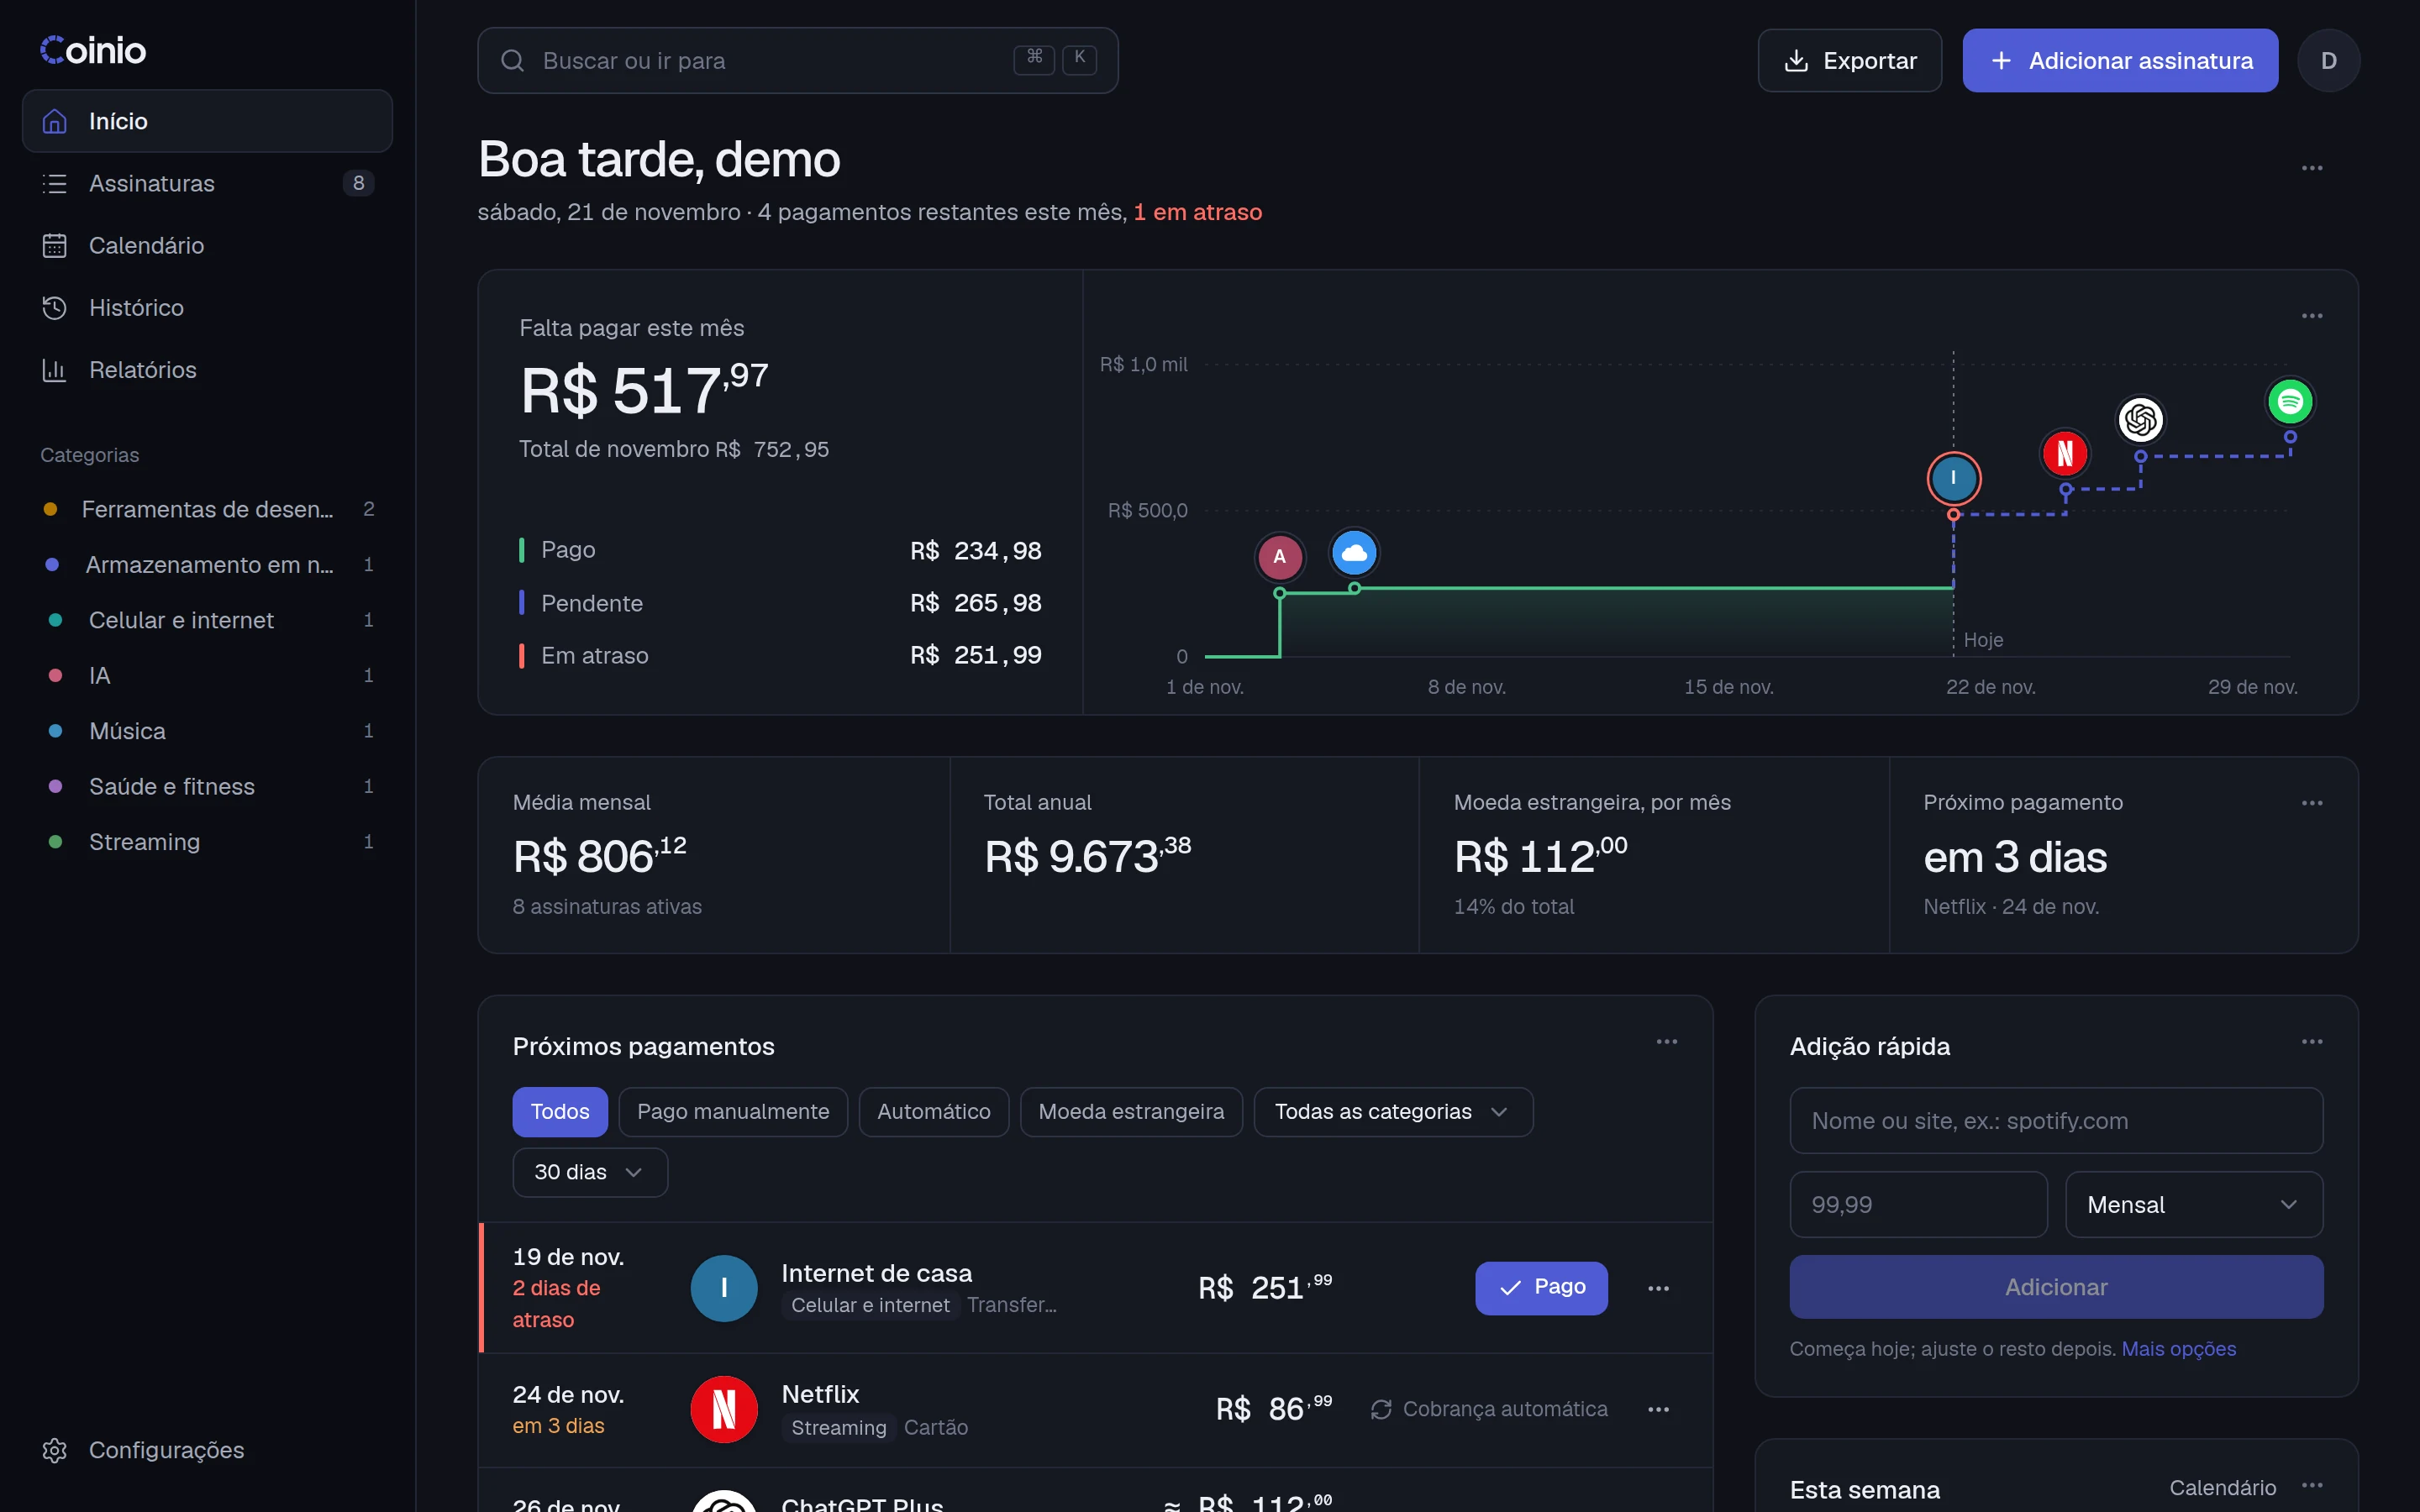 Coinio
Início
Assinaturas 8
Calendário
Histórico
Relatórios
Categorias
Ferramentas de desen... 2
Armazenamento em n... 1
Celular e internet 1
IA 1
Música 1
Saúde e fitness 1
Streaming 1
Configurações
Buscar ou ir para ⌘ K
Exportar
Adicionar assinatura
D
Boa tarde, demo
sábado, 21 de novembro · 4 pagamentos restantes este mês, 1 em atraso
Falta pagar este mês
R$ 517,97
Total de novembro R$ 752,95
Pago R$ 234,98
Pendente R$ 265,98
Em atraso R$ 251,99
R$ 1,0 mil
R$ 500,0
0
A
I
N
Hoje
1 de nov. 8 de nov. 15 de nov. 22 de nov. 29 de nov.
Média mensal
R$ 806,12
8 assinaturas ativas
Total anual
R$ 9.673,38
Moeda estrangeira, por mês
R$ 112,00
14% do total
Próximo pagamento
em 3 dias
Netflix · 24 de nov.
Próximos pagamentos
Todos Pago manualmente Automático Moeda estrangeira Todas as categorias
30 dias
19 de nov.
2 dias de
atraso
I
Internet de casa
Celular e internet Transfer...
R$ 251,99
Pago
24 de nov.
em 3 dias
N
Netflix
Streaming Cartão
R$ 86,99
Cobrança automática
26 de nov.
ChatGPT Plus
≈ R$ 112,00
Adição rápida
Nome ou site, ex.: spotify.com
99,99
Mensal
Adicionar
Começa hoje; ajuste o resto depois. Mais opções
Esta semana
Calendário